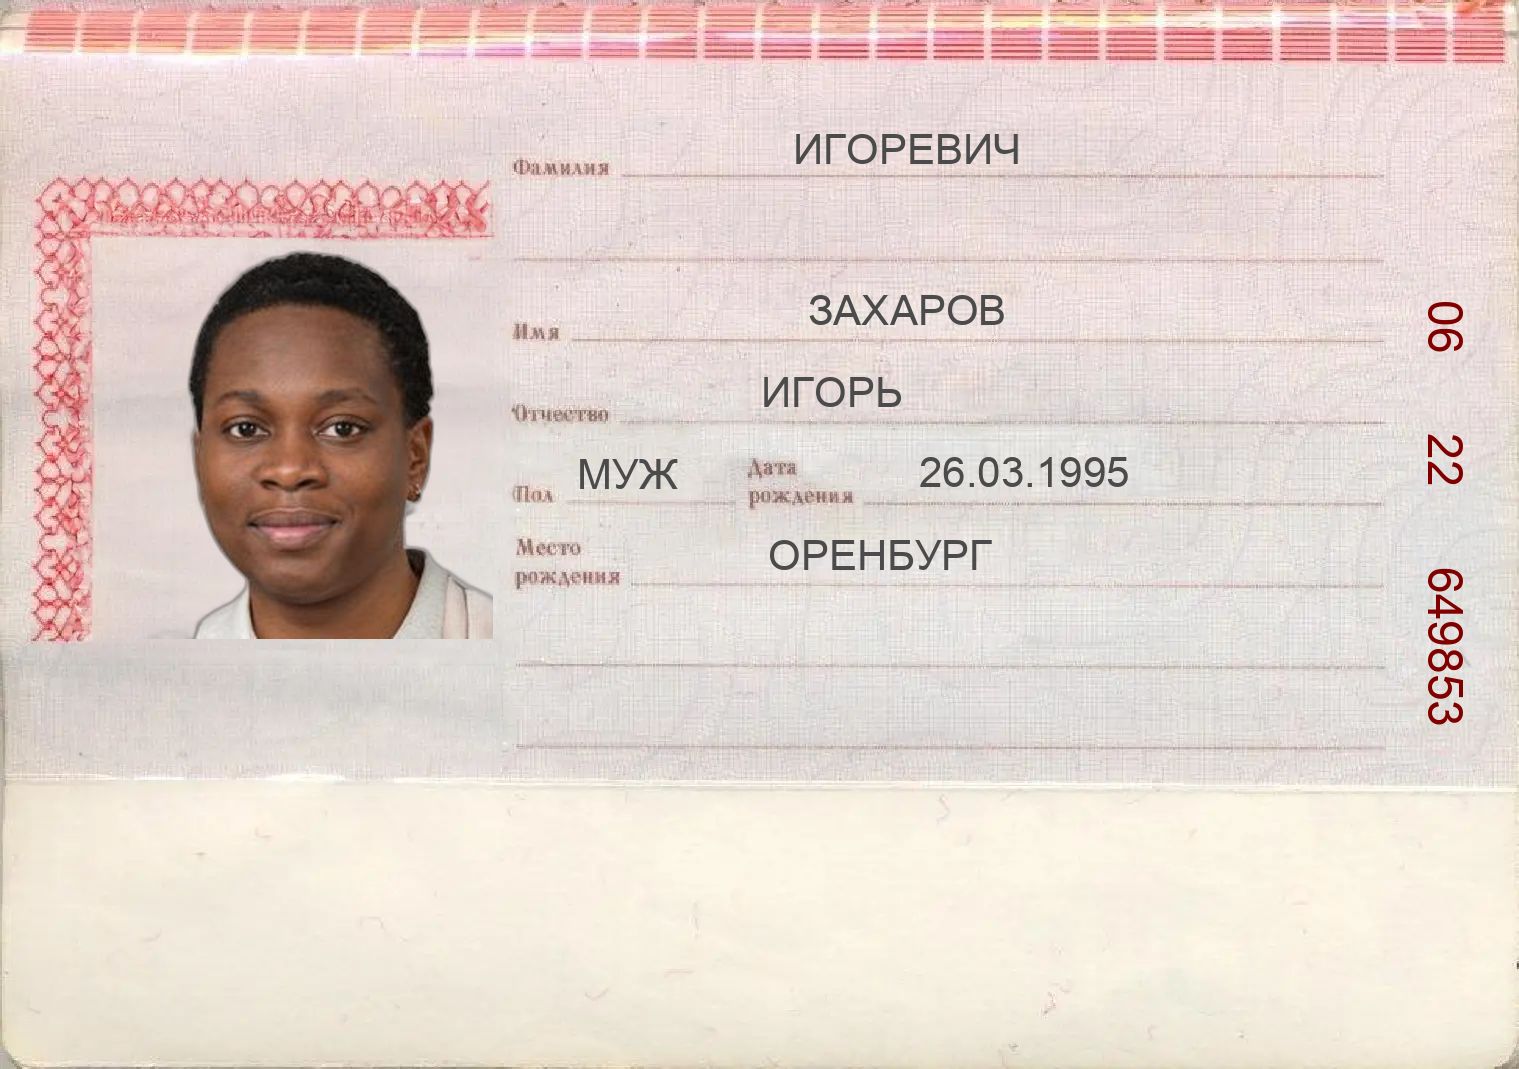 Фамилия ИГОРЕВИЧ
Имя ЗАХАРОВ
Отчество ИГОРЬ
Пол МУЖ Дата рождения 26.03.1995
Место рождения ОРЕНБУРГ
06 22 649853